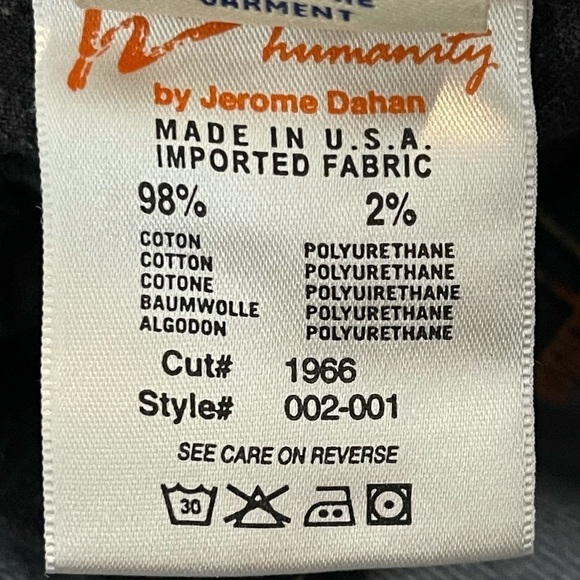 GARMENT
humanity
by Jerome Dahan
MADE IN U.S.A.
IMPORTED FABRIC
98% 2%
COTON POLYURETHANE
COTTON POLYURETHANE
COTONE POLYUIRETHANE
BAUMWOLLE POLYURETHANE
ALGODON POLYURETHANE
Cut# 1966
Style# 002-001
SEE CARE ON REVERSE
30